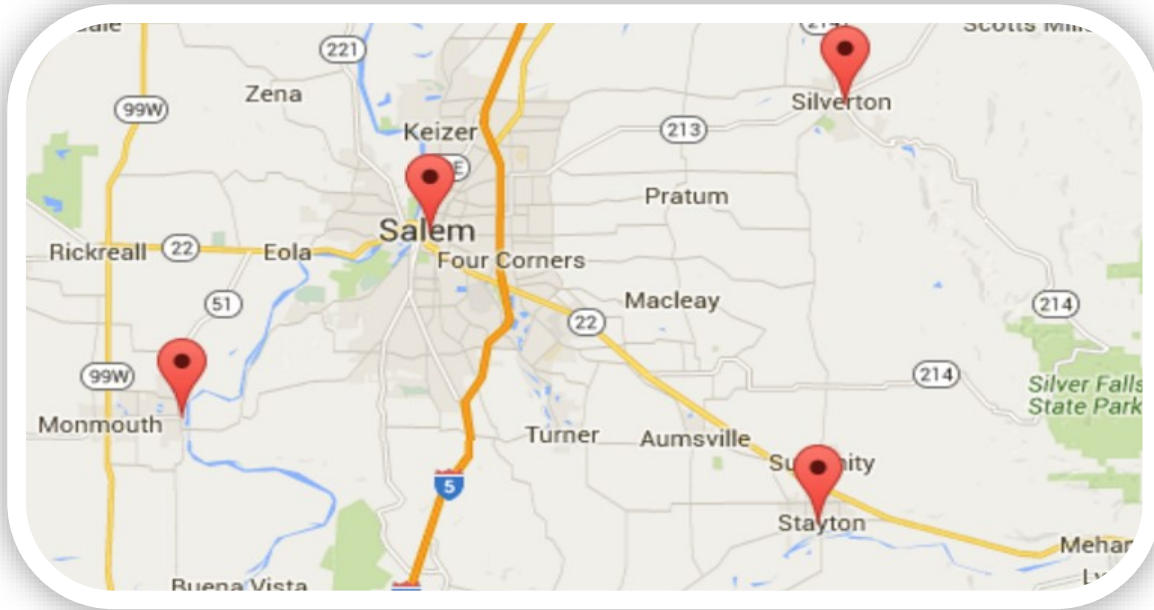 221
Zena
99W
Keizer
Salem
Rickreall
22
Eola
Four Corners
51
99W
Monmouth
5
Buena Vista
213
Pratum
Silverton
Macleay
22
214
214
Silver Falls
State Park
Turner
Aumsville
Stayton